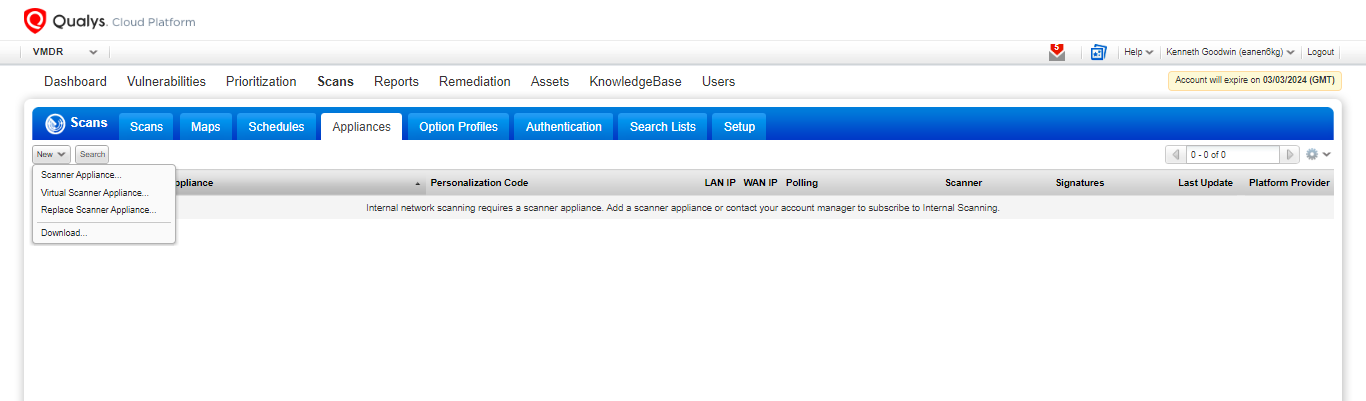 Qualys. Cloud Platform
VMDR
5
Help
Kenneth Goodwin (eanen6kg)
Logout
Dashboard Vulnerabilities Prioritization Scans Reports Remediation Assets KnowledgeBase Users
Account will expire on 03/03/2024 (GMT)
Scans Scans Maps Schedules Appliances Option Profiles Authentication Search Lists Setup
New Search 0 - 0 of 0
Scanner Appliance...
Virtual Scanner Appliance...
Replace Scanner Appliance...
Download...
ppliance Personalization Code LAN IP WAN IP Polling Scanner Signatures Last Update Platform Provider
Internal network scanning requires a scanner appliance. Add a scanner appliance or contact your account manager to subscribe to Internal Scanning.